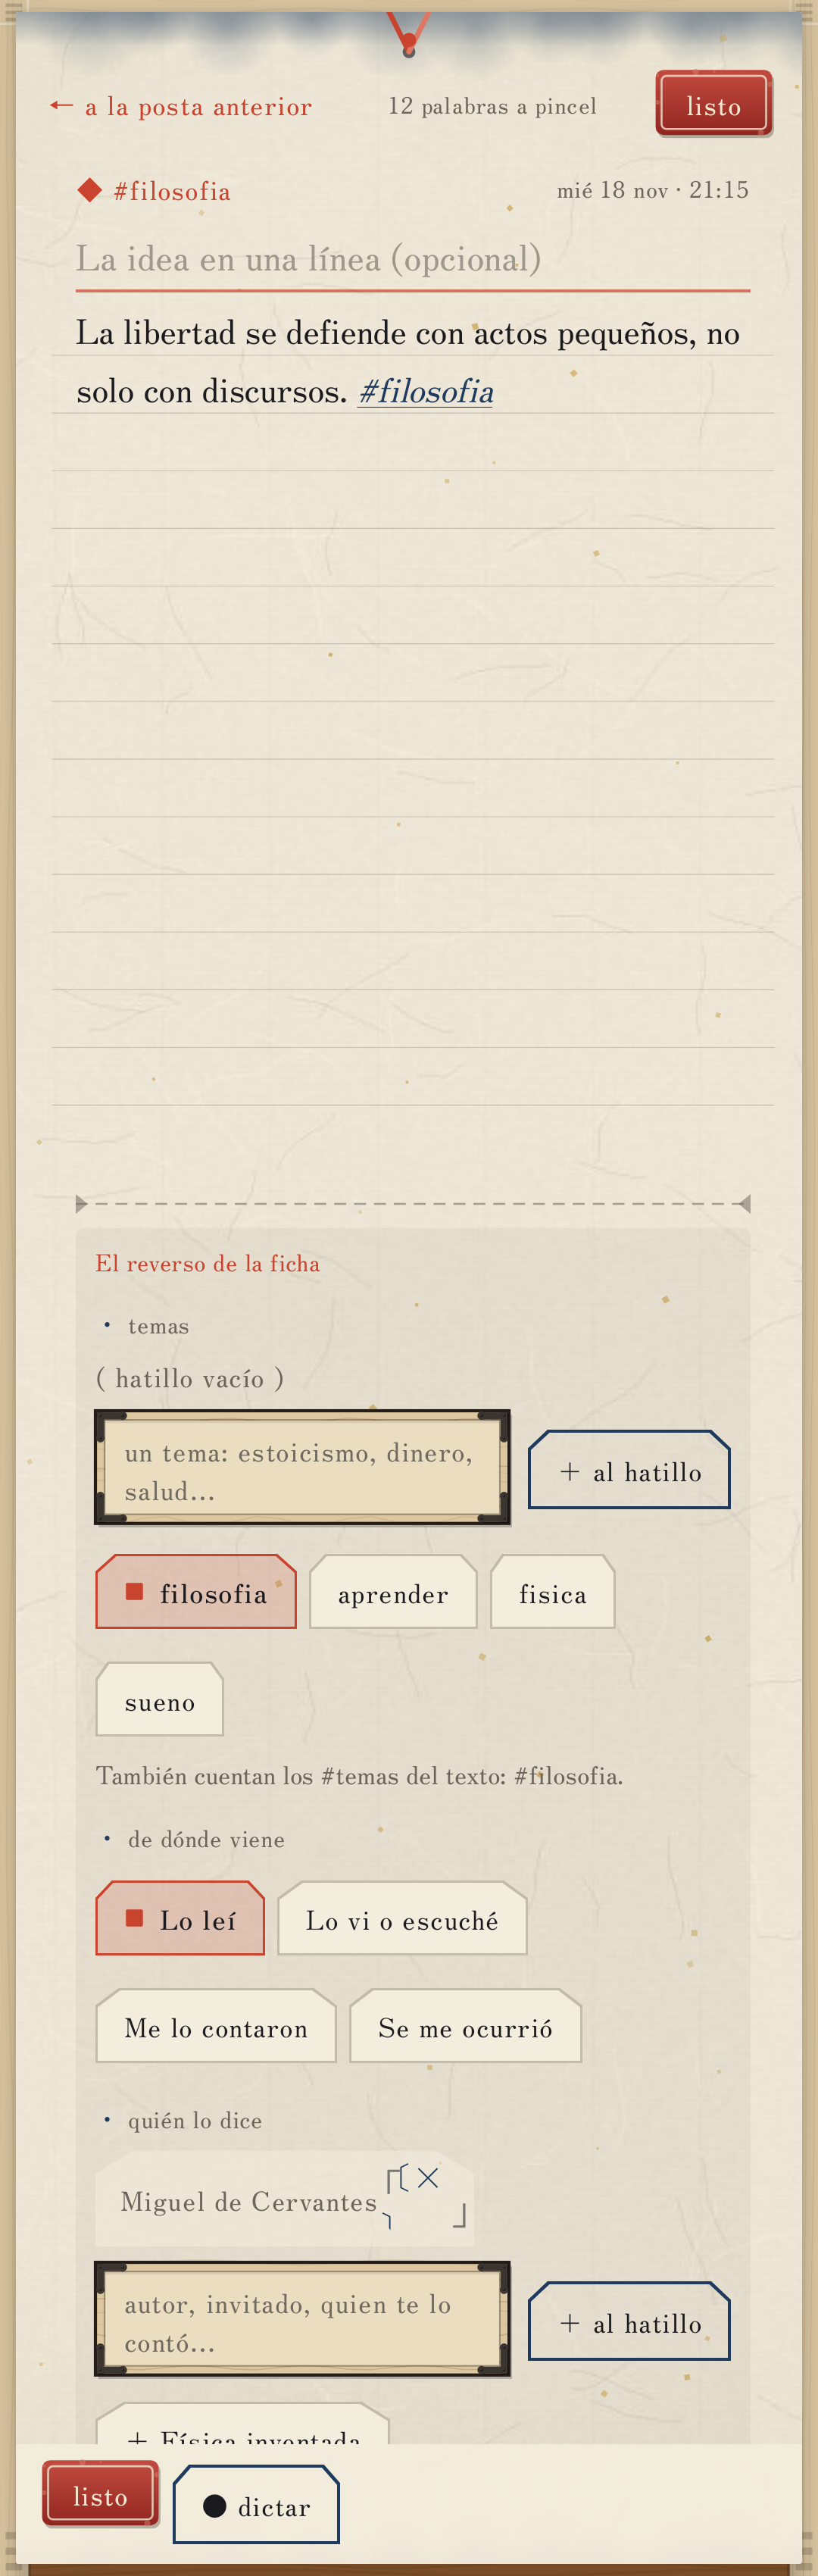 ← a la posta anterior 12 palabras a pincel listo
#filosofia mié 18 nov · 21:15
La idea en una línea (opcional)
La libertad se defiende con actos pequeños, no
solo con discursos. #filosofia
El reverso de la ficha
· temas
( hatillo vacío )
un tema: estoicismo, dinero,
salud...
+ al hatillo
filosofia aprender fisica
sueno
También cuentan los #temas del texto: #filosofia.
· de dónde viene
Lo leí Lo vi o escuché
Me lo contaron Se me ocurrió
· quién lo dice
Miguel de Cervantes ×
autor, invitado, quien te lo
contó...
+ al hatillo
+ Física inventada
listo dictar